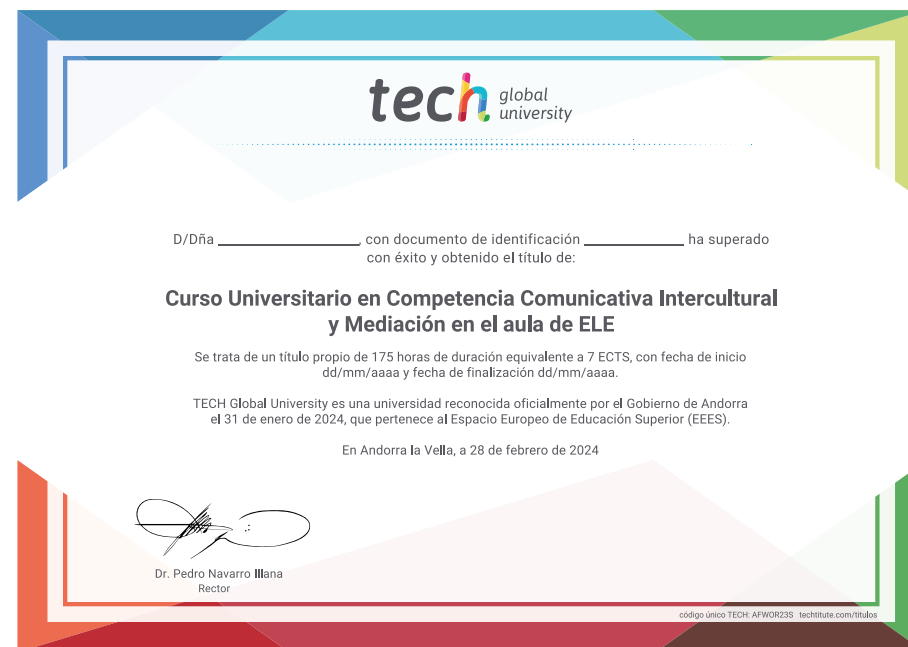 tech global university
D/Dña ____________________, con documento de identificación ______________ ha superado
con éxito y obtenido el título de:
Curso Universitario en Competencia Comunicativa Intercultural
y Mediación en el aula de ELE
Se trata de un título propio de 175 horas de duración equivalente a 7 ECTS, con fecha de inicio
dd/mm/aaaa y fecha de finalización dd/mm/aaaa.
TECH Global University es una universidad reconocida oficialmente por el Gobierno de Andorra
el 31 de enero de 2024, que pertenece al Espacio Europeo de Educación Superior (EEES).
En Andorra la Vella, a 28 de febrero de 2024
Dr. Pedro Navarro Illana
Rector
código único TECH: AFWOR23S techtitute.com/titulos